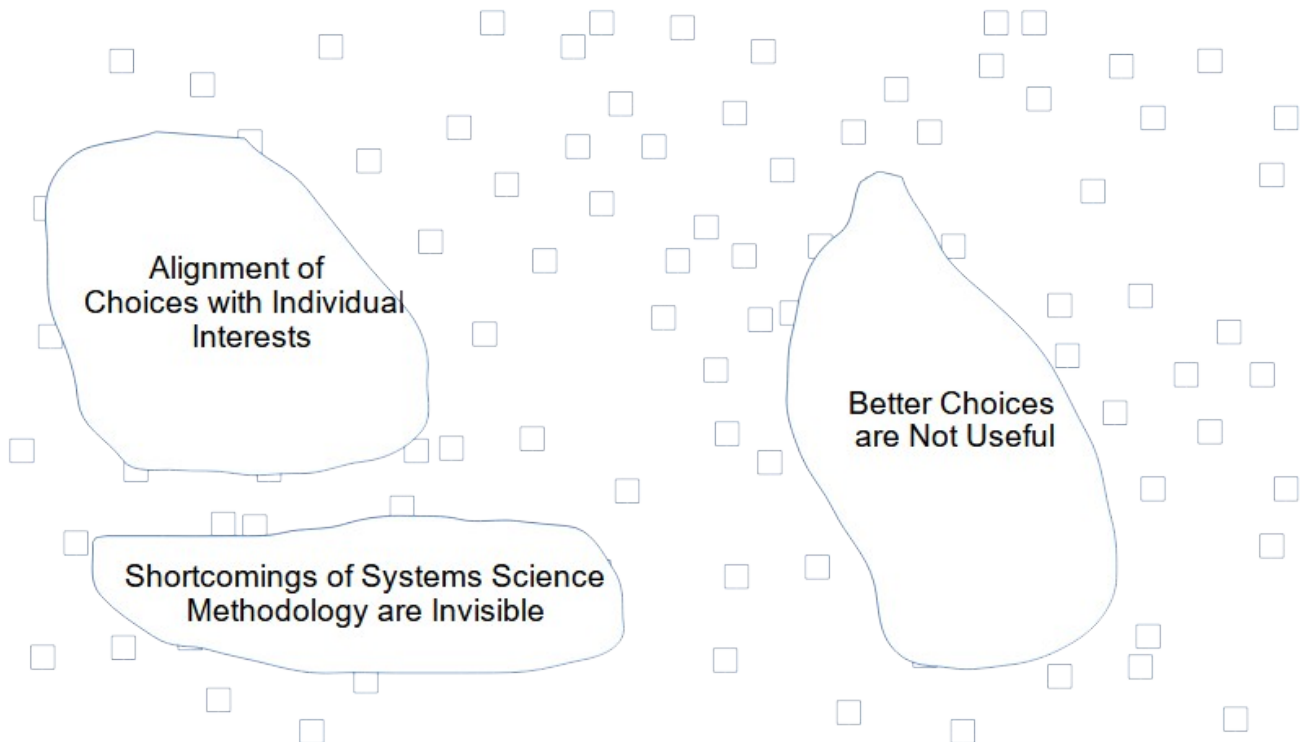 Alignment of
Choices with Individual
Interests
Better Choices
are Not Useful
Shortcomings of Systems Science
Methodology are Invisible